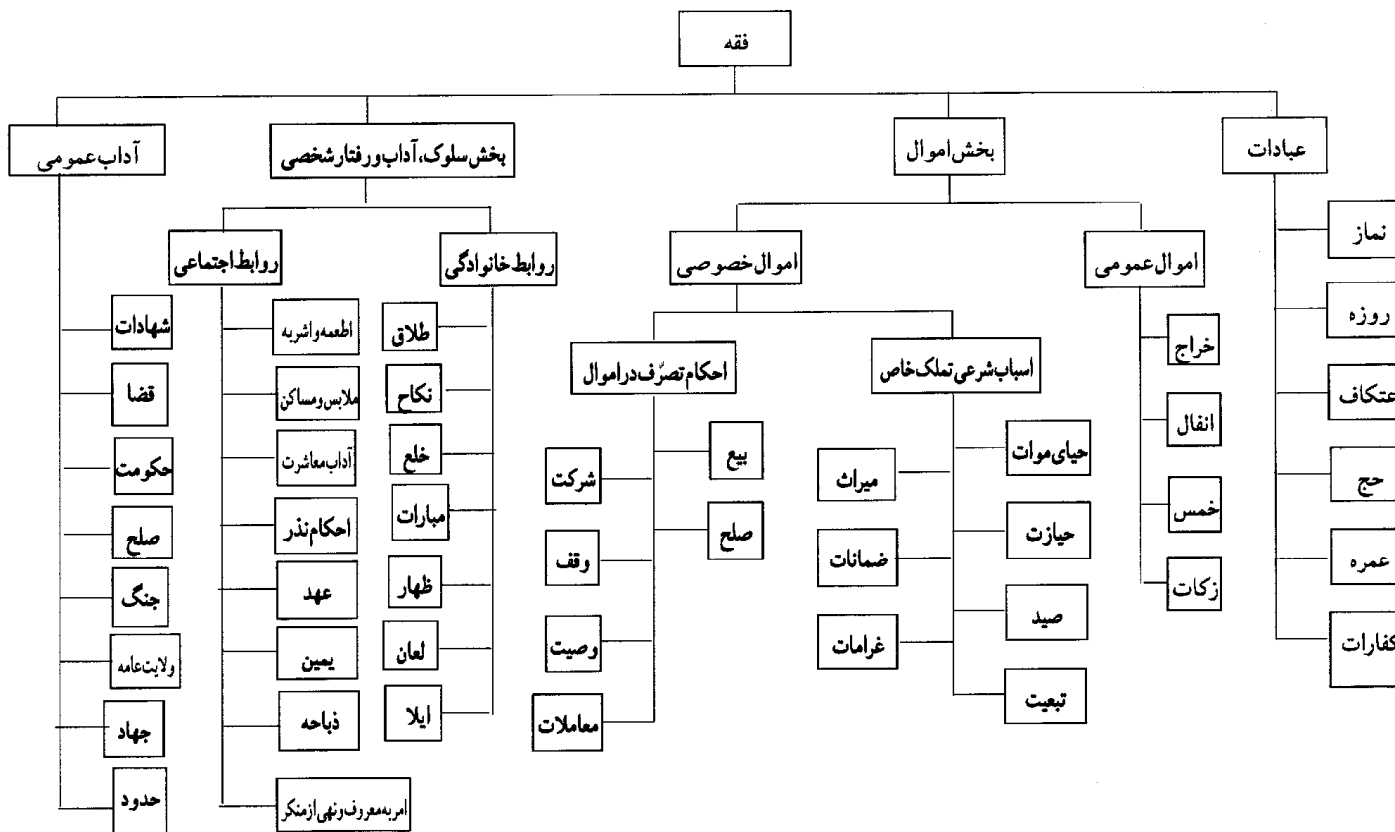 فقه
عبادات
بخش اموال
بخش سلوک، آداب و رفتار شخصی
آداب عمومی
نماز
روزه
عتکاف
حج
عمره
کفارات
اموال عمومی
خراج
انفال
خمس
زکات
اموال خصوصی
اسباب شرعی تملک خاص
حیای موات
حیازت
صید
تبعیت
میراث
ضمانات
غرامات
احکام تصرّف در اموال
بیع
صلح
شرکت
وقف
وصیت
معاملات
روابط خانوادگی
طلاق
نکاح
خلع
مبارات
ظهار
لعان
ایلا
روابط اجتماعی
اطعمه و اشربه
ملابس و مساکن
آداب معاشرت
احکام نذر
عهد
یمین
ذباحه
امر به معروف و نهی از منکر
شهادات
قضا
حکومت
صلح
جنگ
ولایت عامه
جهاد
حدود